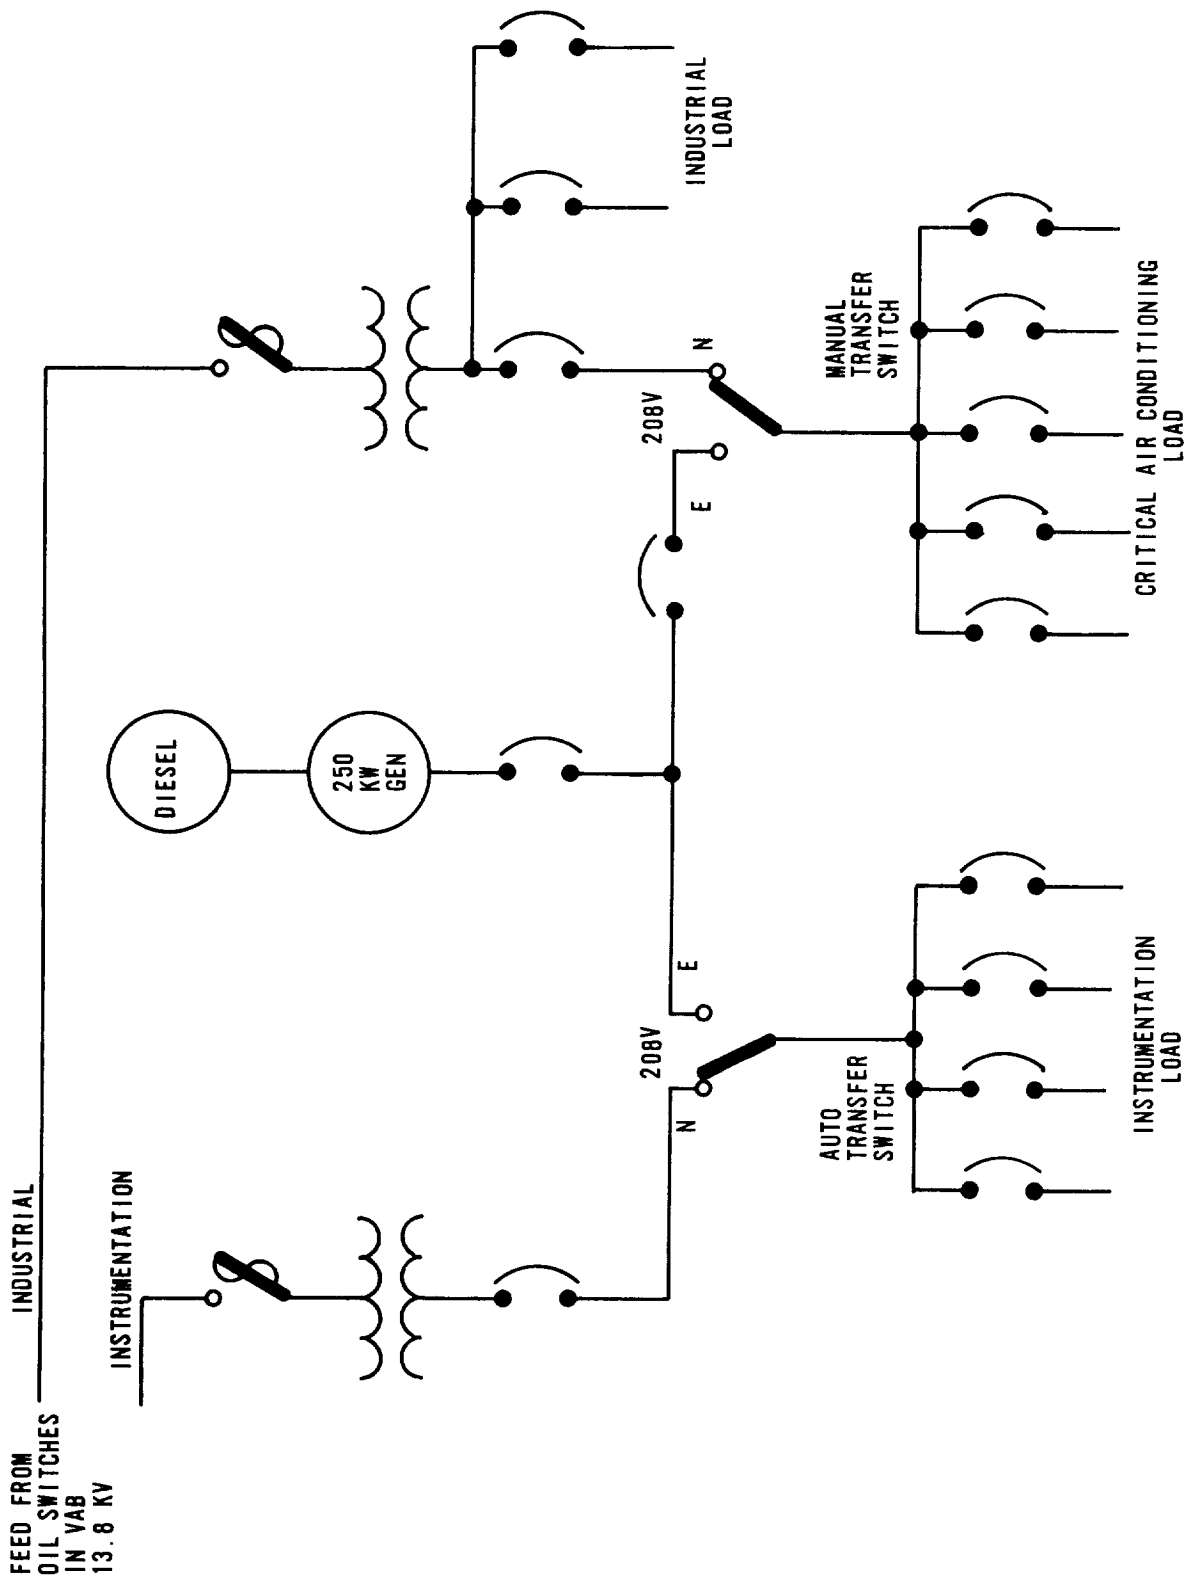 FEED FROM
OIL SWITCHES
IN VAB
13.8 KV
INDUSTRIAL
INSTRUMENTATION
DIESEL
250
KW
GEN
N
208V
E
AUTO
TRANSFER
SWITCH
INSTRUMENTATION
LOAD
E
208V
N
MANUAL
TRANSFER
SWITCH
CRITICAL AIR CONDITIONING
LOAD
INDUSTRIAL
LOAD